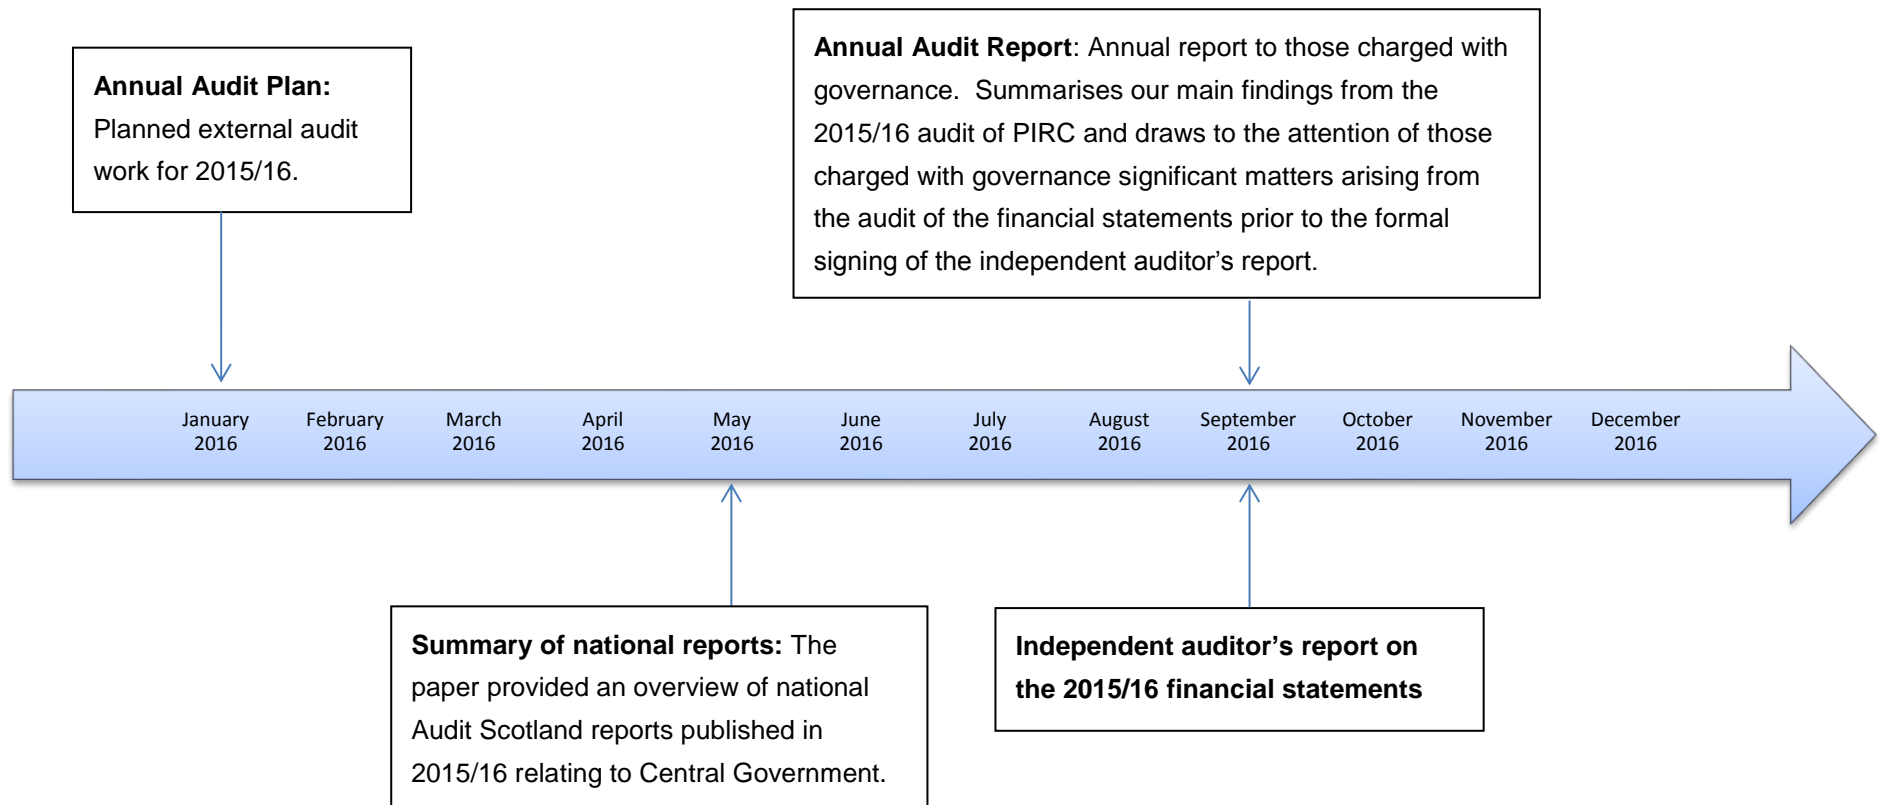 Annual Audit Plan:
Planned external audit
work for 2015/16.
Annual Audit Report: Annual report to those charged with
governance.  Summarises our main findings from the
2015/16 audit of PIRC and draws to the attention of those
charged with governance significant matters arising from
the audit of the financial statements prior to the formal
signing of the independent auditor’s report.
January
2016
February
2016
March
2016
April
2016
May
2016
June
2016
July
2016
August
2016
September
2016
October
2016
November
2016
December
2016
Summary of national reports: The
paper provided an overview of national
Audit Scotland reports published in
2015/16 relating to Central Government.
Independent auditor’s report on
the 2015/16 financial statements